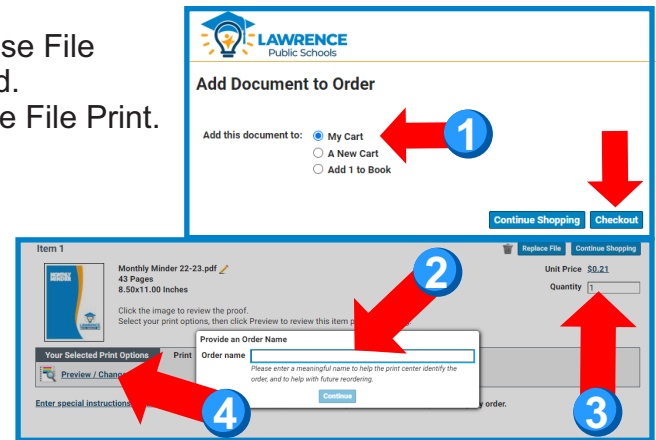 se File
d.
e File Print.
LAWRENCE
Public Schools
Add Document to Order
Add this document to:
My Cart
A New Cart
Add 1 to Book
1
Continue Shopping
Checkout
Item 1
Replace File
Continue Shopping
MONTHLY
MINDER
Monthly Minder 22-23.pdf
43 Pages
8.50x11.00 Inches
Click the image to review the proof.
Select your print options, then click Preview to review this item p
Unit Price $0.21
Quantity 1
2
Provide an Order Name
Order name
Please enter a meaningful name to help the print center identify the
order, and to help with future reordering.
Continue
Your Selected Print Options
Print
Preview / Chan
Enter special instructions
y order.
4
3